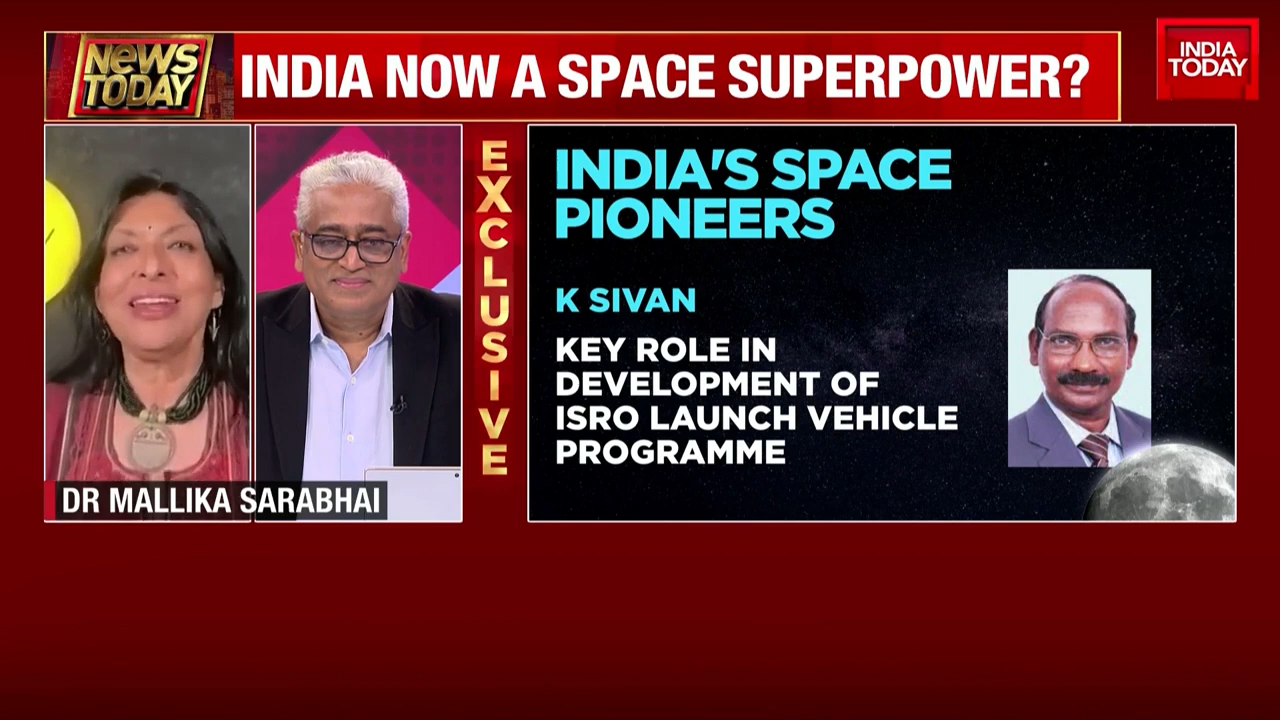 NEWS
TODAY
INDIA NOW A SPACE SUPERPOWER?
INDIA
TODAY
EXCLUSIVE
INDIA'S SPACE
PIONEERS
K SIVAN
KEY ROLE IN
DEVELOPMENT OF
ISRO LAUNCH VEHICLE
PROGRAMME
DR MALLIKA SARABHAI